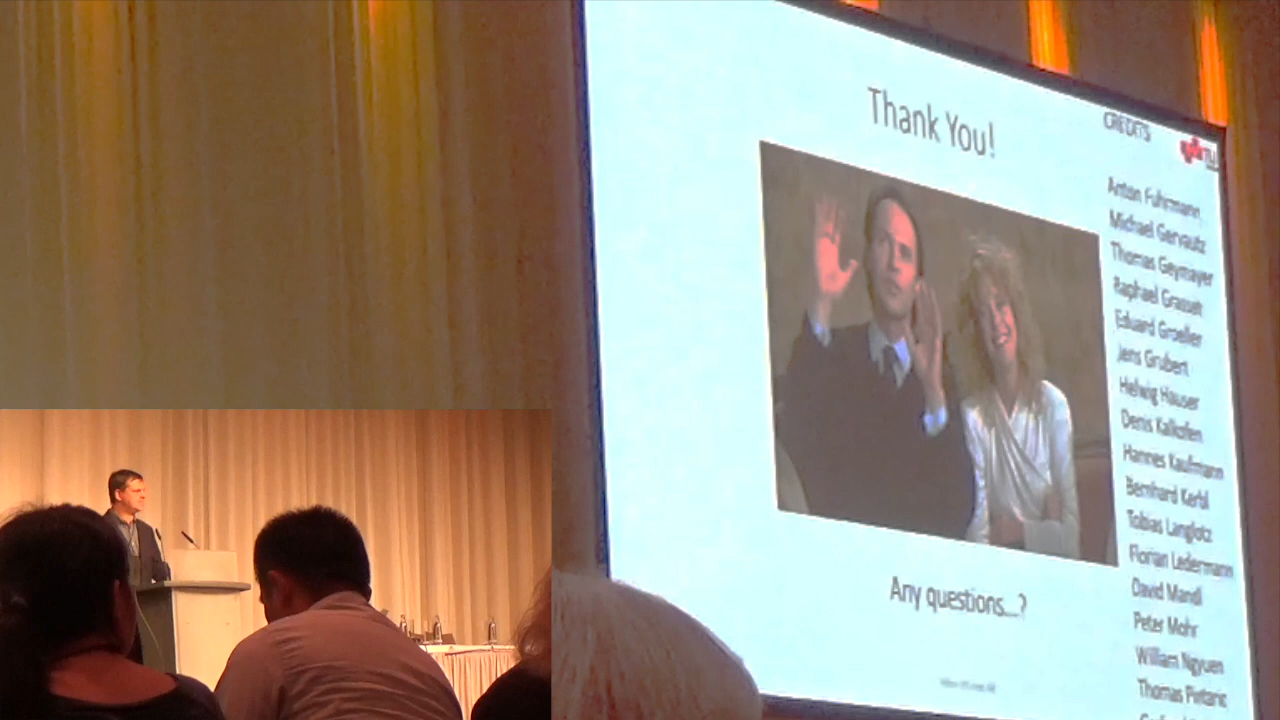 Thank You!
CREDITS
Anton Fuhrmann
Michael Gervautz
Thomas Geymayer
Raphael Grasset
Eduard Groeller
Jens Grubert
Helwig Hauser
Denis Kalkofen
Hannes Kaufmann
Bernhard Kerbl
Tobias Langlotz
Florian Ledermann
David Mandl
Peter Mohr
William Ngyuen
Thomas Pintaric
Any questions...?